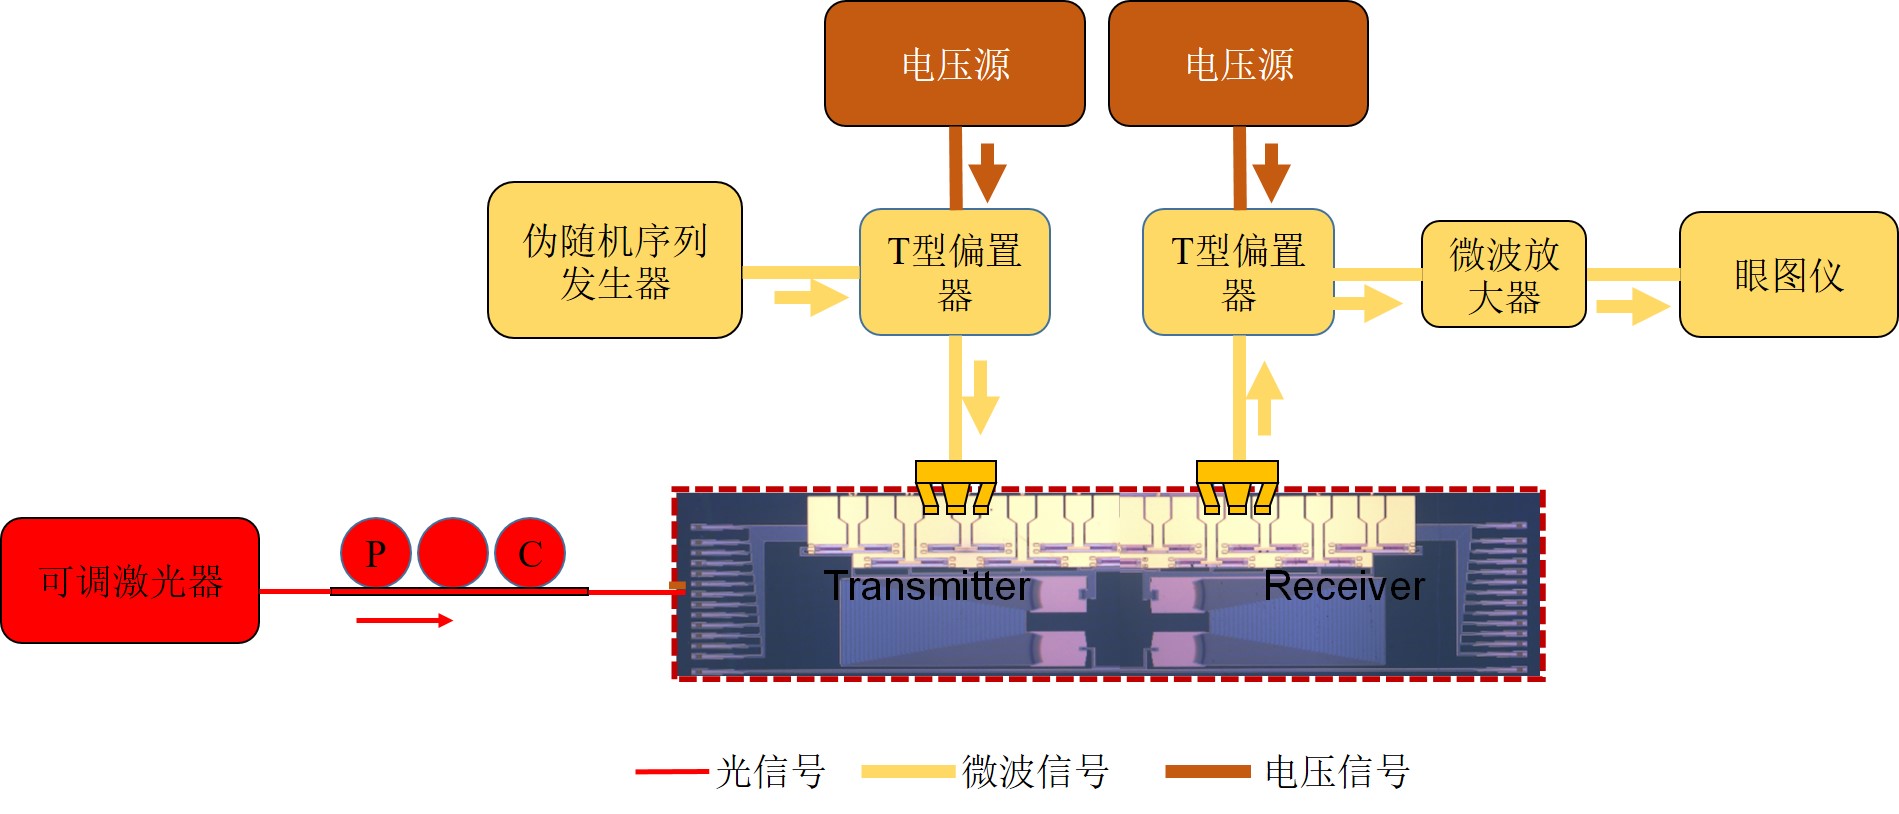 电压源
电压源
伪随机序列
发生器
T型偏置
器
T型偏置
器
微波放
大器
眼图仪
可调激光器
P
C
Transmitter
Receiver
光信号
微波信号
电压信号